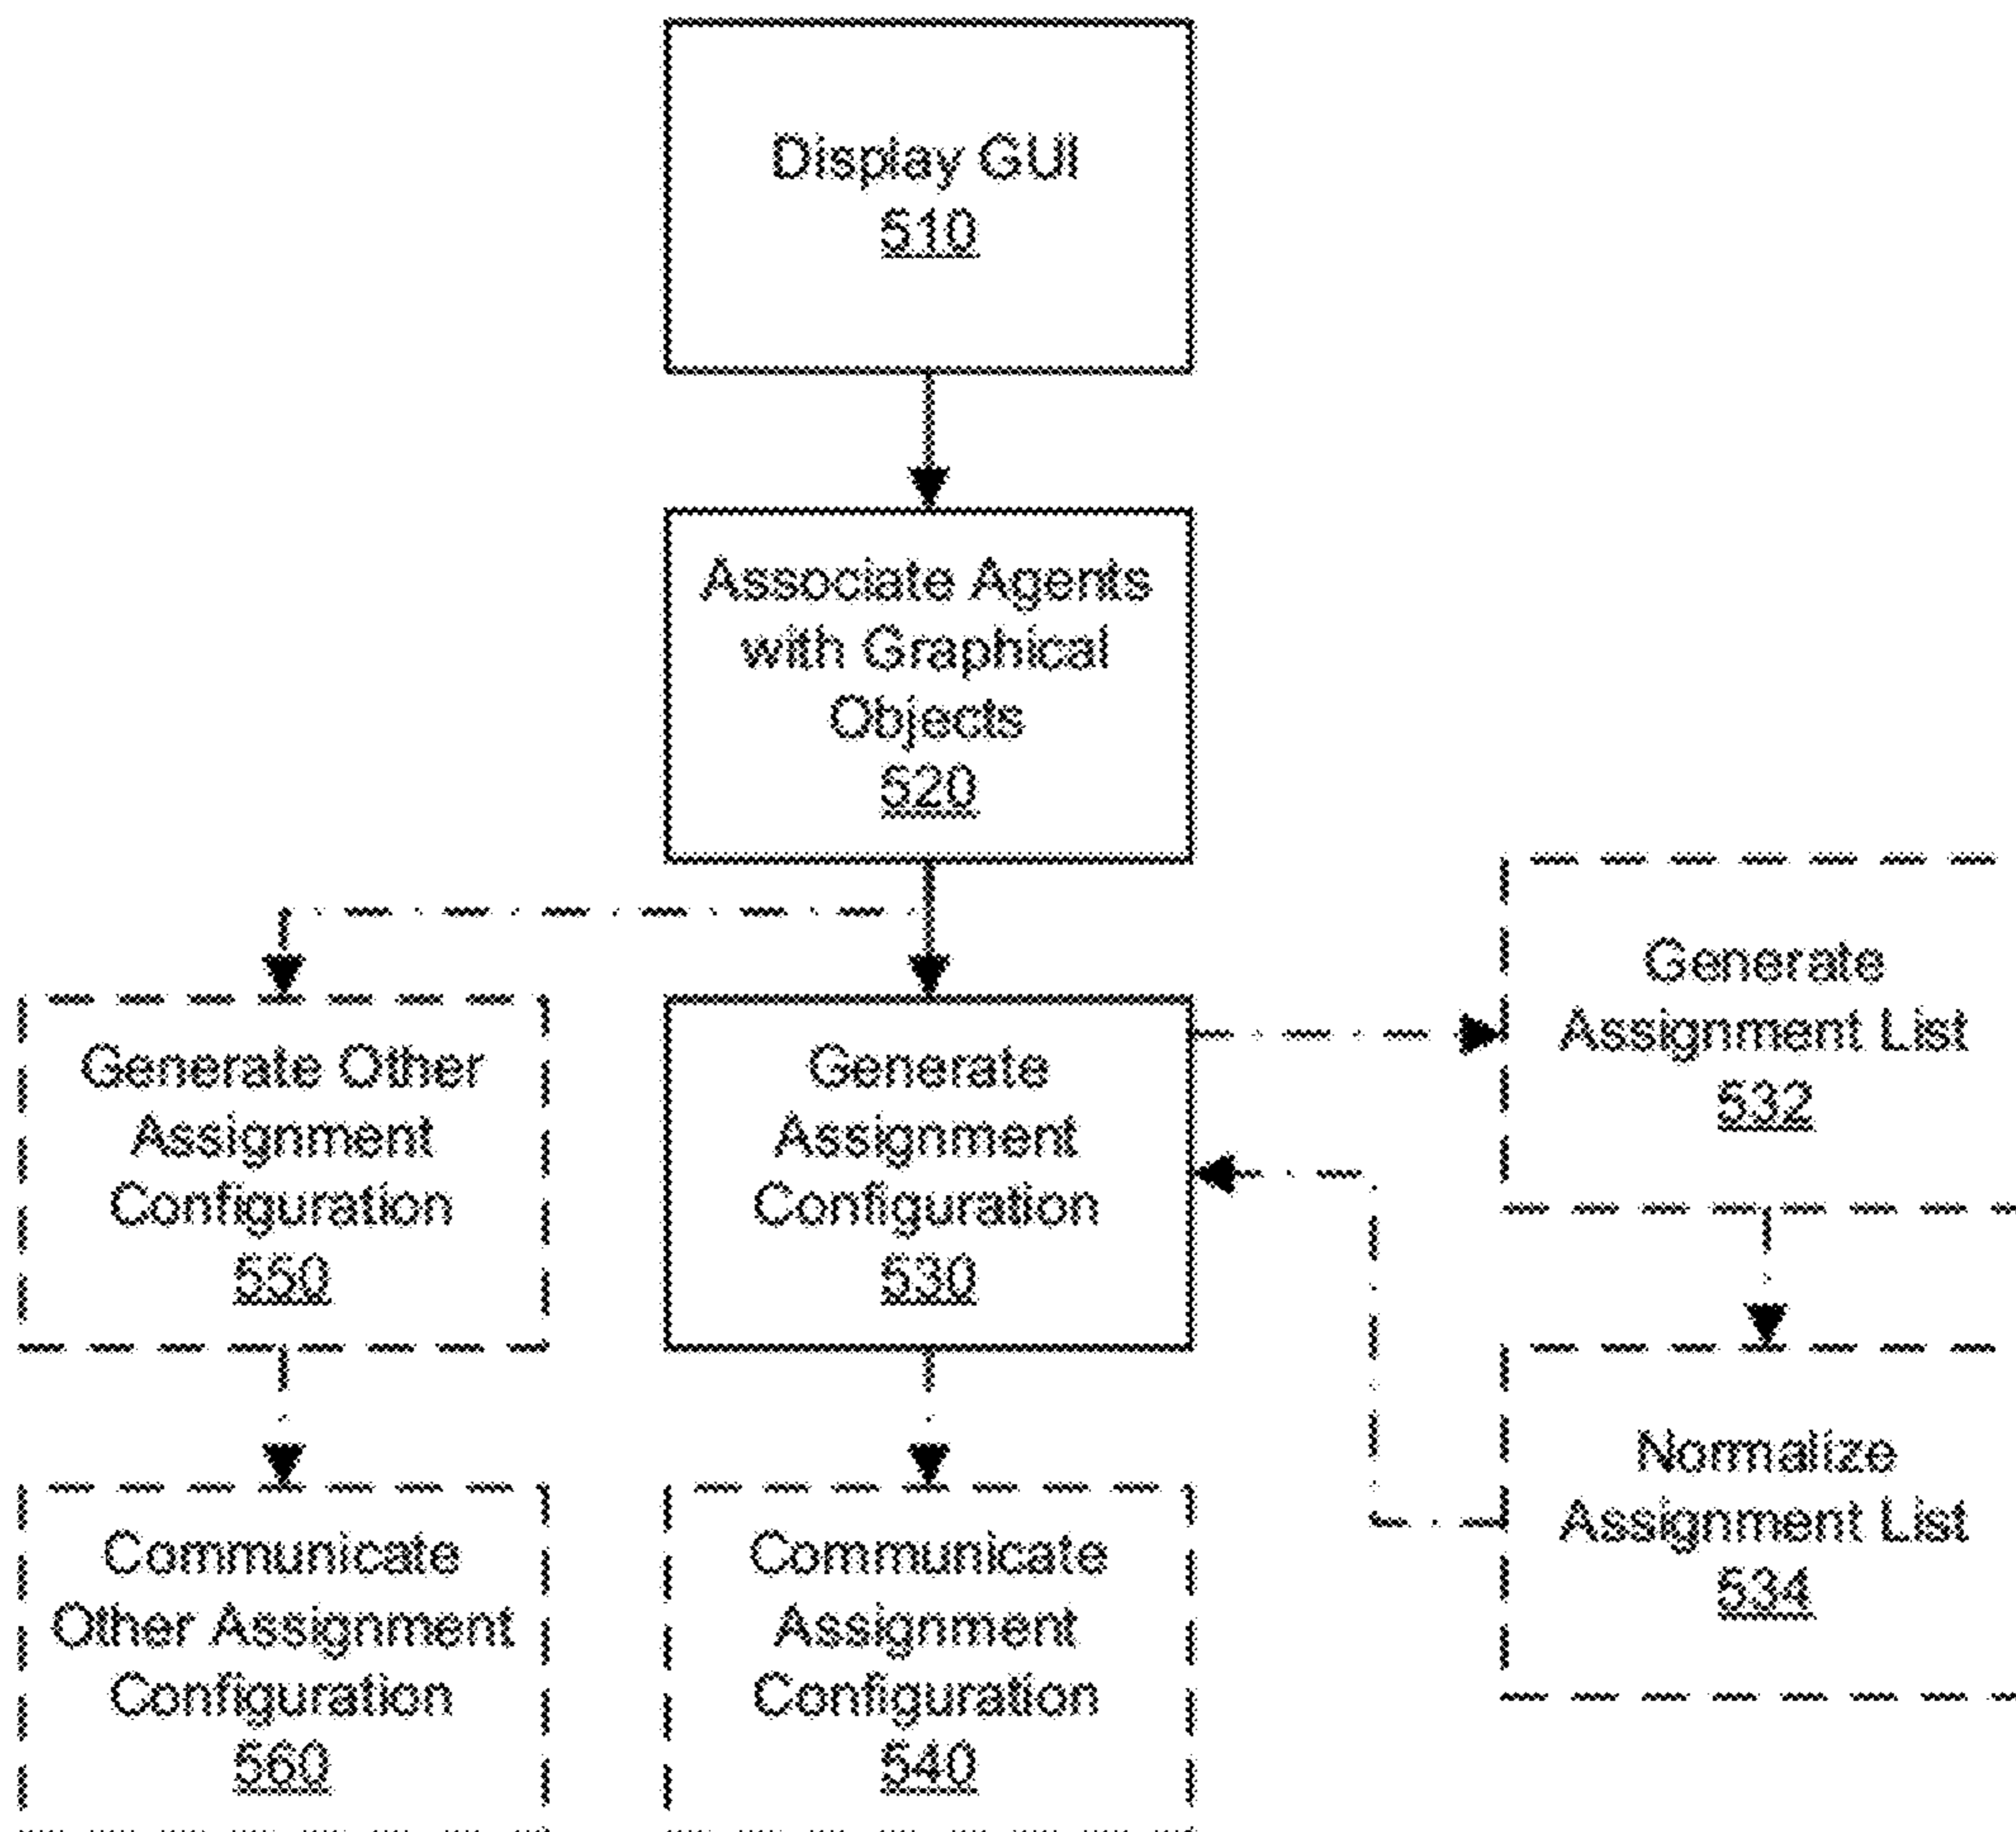 Display GUI
510
Associate Agents
with Graphical
Objects
520
Generate Other
Assignment
Configuration
550
Generate
Assignment
Configuration
530
Generate
Assignment List
532
Normalize
Assignment List
534
Communicate
Other Assignment
Configuration
560
Communicate
Assignment
Configuration
540